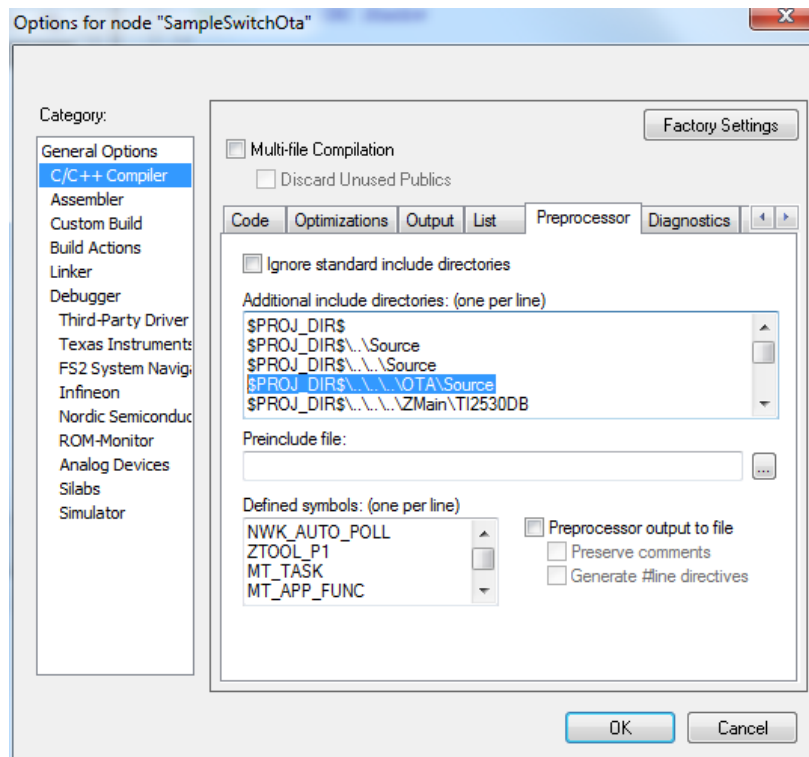 Options for node "SampleSwitchOta"
Category:
Factory Settings
General Options
C/C++ Compiler
Assembler
Custom Build
Build Actions
Linker
Debugger
Third-Party Driver
Texas Instruments
FS2 System Naviga
Infineon
Nordic Semiconduc
ROM-Monitor
Analog Devices
Silabs
Simulator
Multi-file Compilation
Discard Unused Publics
Code Optimizations Output List Preprocessor Diagnostics
Ignore standard include directories
Additional include directories: (one per line)
$PROJ_DIR$
$PROJ_DIR$\..\Source
$PROJ_DIR$\..\..\Source
$PROJ_DIR$\..\..\..\OTA\Source
$PROJ_DIR$\..\..\..\ZMain\TI2530DB
Preinclude file:
...
Defined symbols: (one per line)
NWK_AUTO_POLL
ZTOOL_P1
MT_TASK
MT_APP_FUNC
Preprocessor output to file
Preserve comments
Generate #line directives
OK Cancel